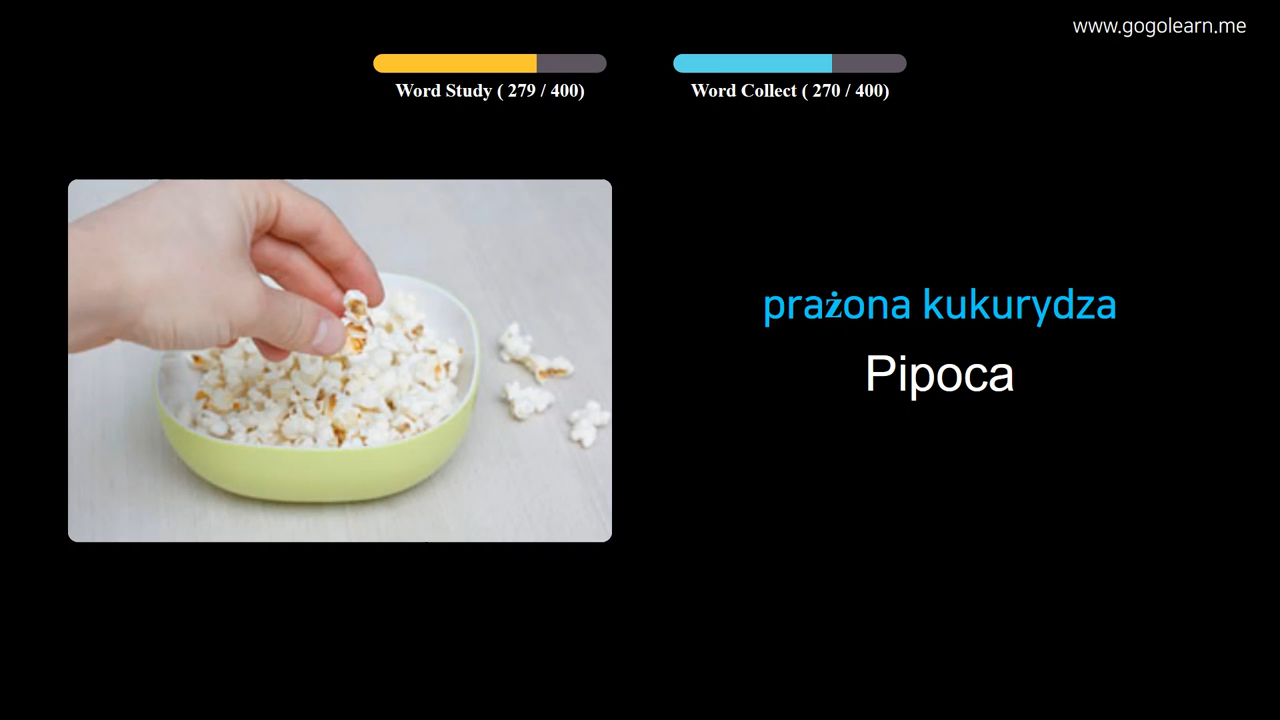 www.gogolearn.me
Word Study ( 279 / 400)
Word Collect ( 270 / 400)
prażona kukurydza
Pipoca